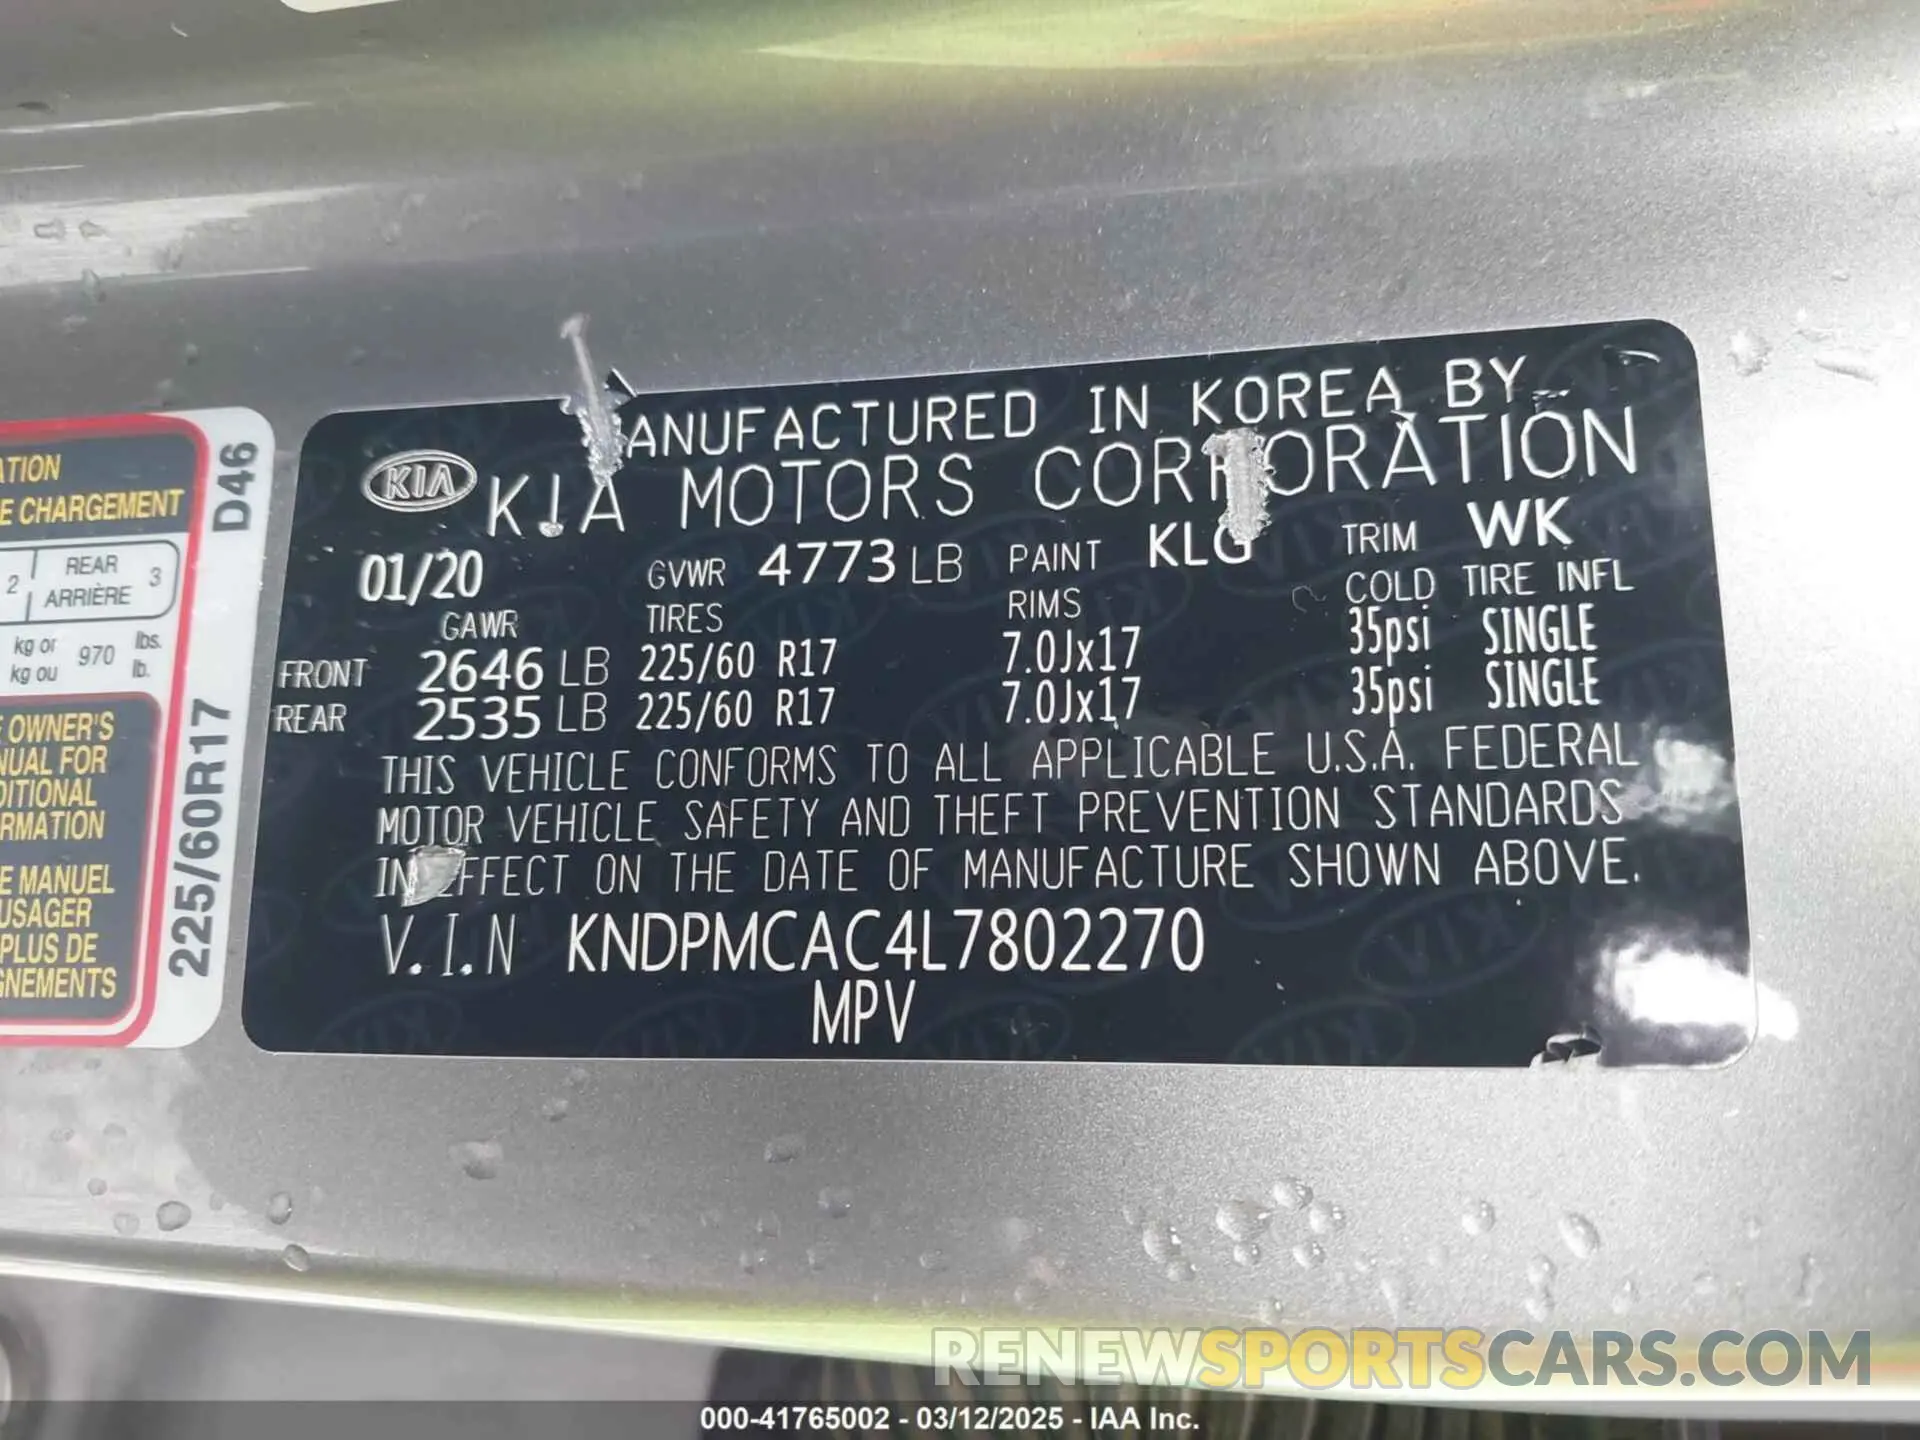 ATION
E CHARGEMENT
2 REAR ARRIÈRE 3
kg or kg ou 970 lbs. lb.
E OWNER'S
NUAL FOR
DITIONAL
RMATION
E MANUEL
USAGER
PLUS DE
GNEMENTS
225/60R17 D46
MANUFACTURED IN KOREA BY
KIA KIA MOTORS CORPORATION
01/20 GVWR 4773 LB PAINT KLG TRIM WK
GAWR TIRES RIMS COLD TIRE INFL
FRONT 2646 LB 225/60 R17 7.0Jx17 35psi SINGLE
REAR 2535 LB 225/60 R17 7.0Jx17 35psi SINGLE
THIS VEHICLE CONFORMS TO ALL APPLICABLE U.S.A. FEDERAL
MOTOR VEHICLE SAFETY AND THEFT PREVENTION STANDARDS
IN EFFECT ON THE DATE OF MANUFACTURE SHOWN ABOVE.
V.I.N KNDPMCAC4L7802270
MPV
RENEWSPORTSCARS.COM
000-41765002 - 03/12/2025 - IAA Inc.